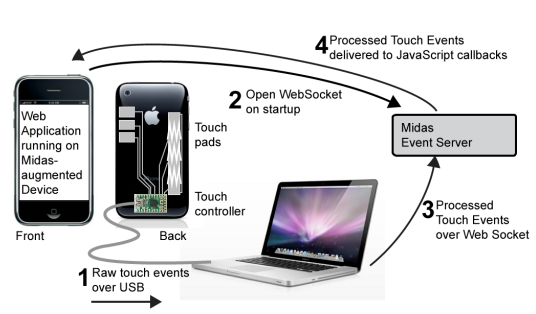 4 Processed Touch Events
delivered to JavaScript callbacks
2 Open WebSocket
on startup
Web
Application
running on
Midas-
augmented
Device
Touch
pads
Midas
Event Server
Touch
controller
3 Processed
Touch Events
over Web Socket
Front
Back
1 Raw touch events
over USB